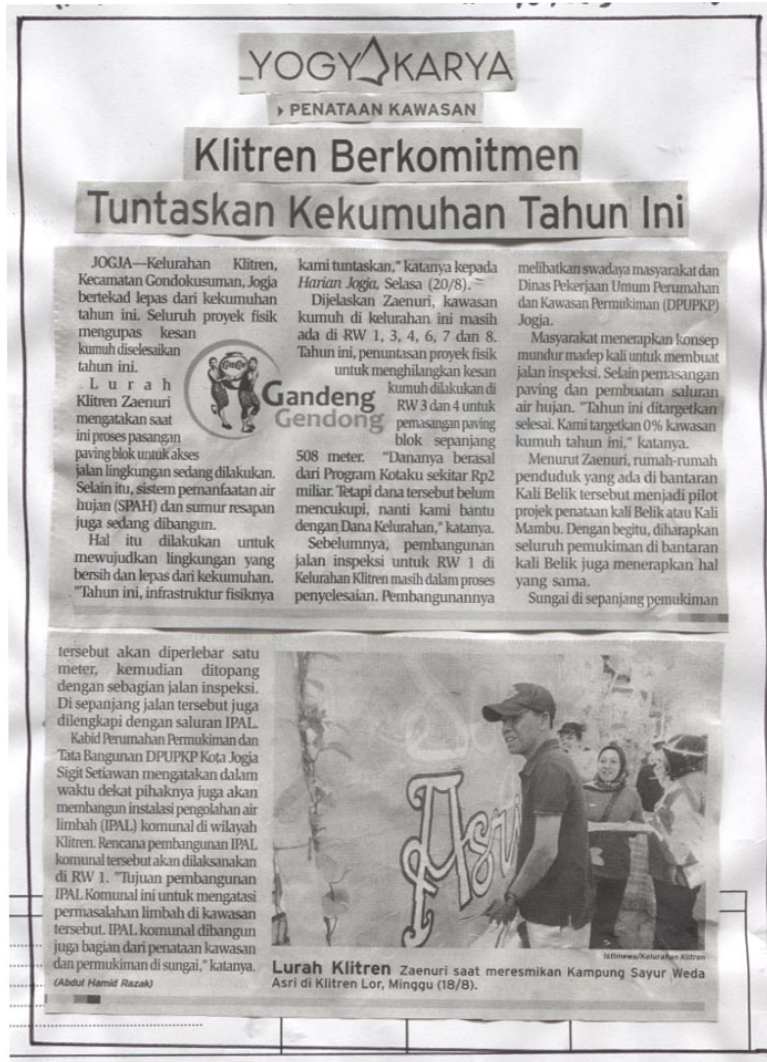 _YOGYAKARYA
› PENATAAN KAWASAN
Klitren Berkomitmen
Tuntaskan Kekumuhan Tahun Ini
JOGJA—Kelurahan Klitren,
Kecamatan Gondokusuman, Jogja
bertekad lepas dari kekumuhan
tahun ini. Seluruh proyek fisik
mengupas kesan
kumuh diselesaikan
tahun ini.
Lurah
Klitren Zaenuri
mengatakan saat
ini proses pasangan
paving blok untuk akses
jalan lingkungan sedang dilakukan.
Selain itu, sistem pemanfaatan air
hujan (SPAH) dan sumur resapan
juga sedang dibangun.
Hal itu dilakukan untuk
mewujudkan lingkungan yang
bersih dan lepas dari kekumuhan.
"Tahun ini, infrastruktur fisiknya
GaGe
Gandeng
Gendong
kami tuntaskan," katanya kepada
Harian Jogja, Selasa (20/8).
Dijelaskan Zaenuri, kawasan
kumuh di kelurahan ini masih
ada di RW 1, 3, 4, 6, 7 dan 8.
Tahun ini, penuntasan proyek fisik
untuk menghilangkan kesan
kumuh dilakukan di
RW 3 dan 4 untuk
pemasangan paving
blok sepanjang
508 meter. "Dananya berasal
dari Program Kotaku sekitar Rp2
miliar. Tetapi dana tersebut belum
mencukupi, nanti kami bantu
dengan Dana Kelurahan," katanya.
Sebelumnya, pembangunan
jalan inspeksi untuk RW 1 di
Kelurahan Klitren masih dalam proses
penyelesaian. Pembangunannya
melibatkan swadaya masyarakat dan
Dinas Pekerjaan Umum Perumahan
dan Kawasan Permukiman (DPUPKP)
Jogja.
Masyarakat menerapkan konsep
mundur madep kali untuk membuat
jalan inspeksi. Selain pemasangan
paving dan pembuatan saluran
air hujan. "Tahun ini ditargetkan
selesai. Kami targetkan 0% kawasan
kumuh tahun ini," katanya.
Menurut Zaenuri, rumah-rumah
penduduk yang ada di bantaran
Kali Belik tersebut menjadi pilot
projek penataan kali Belik atau Kali
Mambu. Dengan begitu, diharapkan
seluruh pemukiman di bantaran
kali Belik juga menerapkan hal
yang sama.
Sungai di sepanjang pemukiman
tersebut akan diperlebar satu
meter, kemudian ditopang
dengan sebagian jalan inspeksi.
Di sepanjang jalan tersebut juga
dilengkapi dengan saluran IPAL.
Kabid Perumahan Permukiman dan
Tata Bangunan DPUPKP Kota Jogja
Sigit Setiawan mengatakan dalam
waktu dekat pihaknya juga akan
membangun instalasi pengolahan air
limbah (IPAL) komunal di wilayah
Klitren. Rencana pembangunan IPAL
komunal tersebut akan dilaksanakan
di RW 1. "Tujuan pembangunan
IPAL Komunal ini untuk mengatasi
permasalahan limbah di kawasan
tersebut. IPAL komunal dibangun
juga bagian dari penataan kawasan
dan permukiman di sungai," katanya.
(Abdul Hamid Razak)
Asri
Istimewa/Kelurahan Klitren
Lurah Klitren Zaenuri saat meresmikan Kampung Sayur Weda
Asri di Klitren Lor, Minggu (18/8).